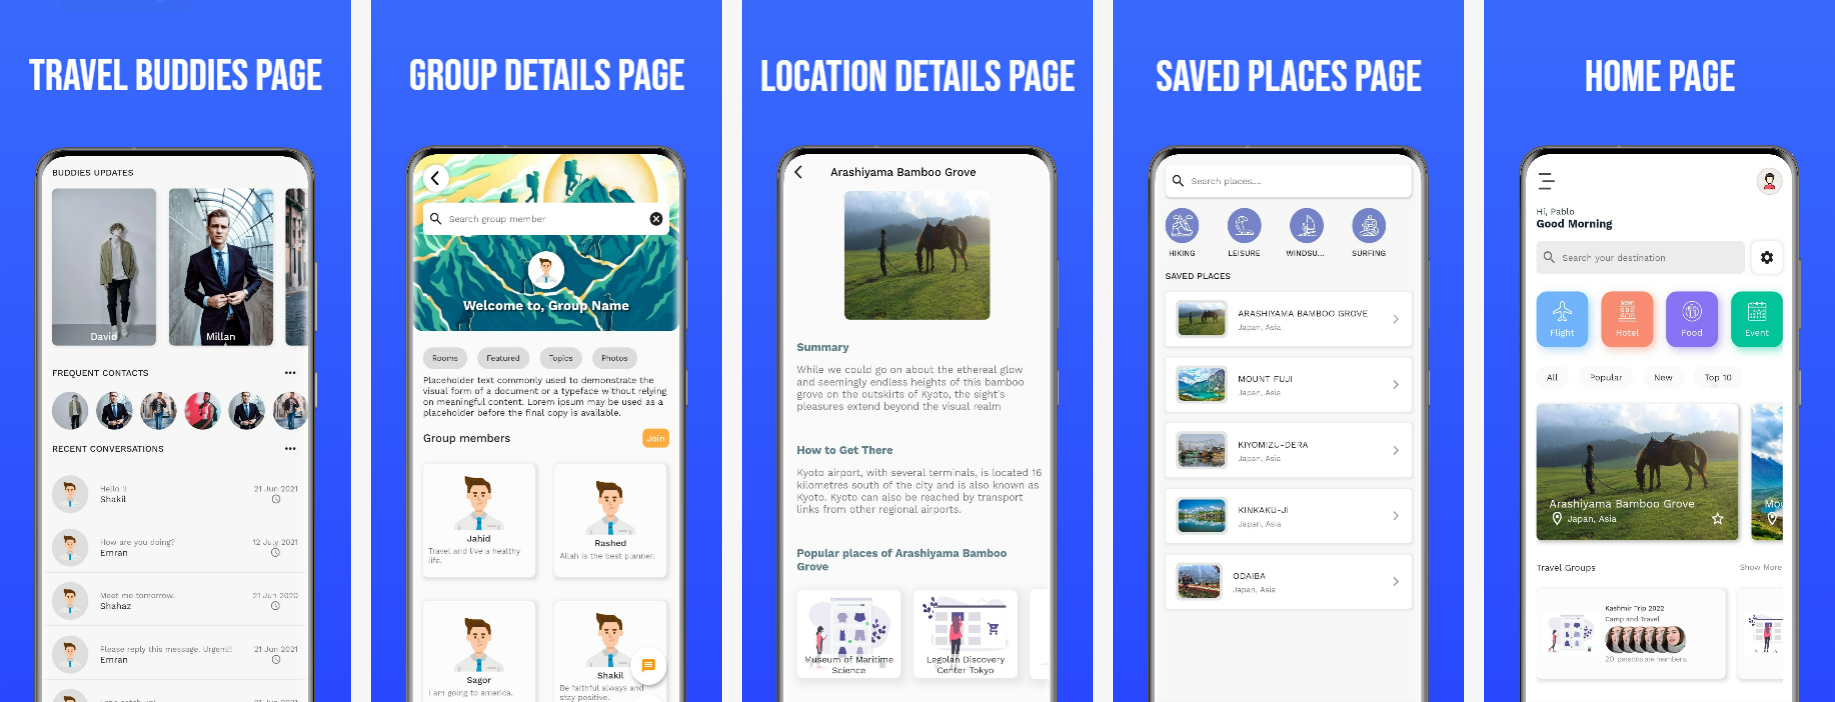 TRAVEL BUDDIES PAGE
BUDDIES UPDATES
David
Millan
FREQUENT CONTACTS
RECENT CONVERSATIONS
Hello !!
21 Jun 2021
Shakil
How are you doing?
12 July 2021
Emran
Meet me tomorrow.
21 Jun 2020
Shahaz
Please reply this message. Urgent!!
21 Jun 2021
Emran
GROUP DETAILS PAGE
Search group member
Welcome to, Group Name
Rooms
Featured
Topics
Photos
Placeholder text commonly used to demonstrate the
visual form of a document or a typeface without relying
on meaningful content. Lorem ipsum may be used as a
placeholder before the final copy is available.
Group members
Join
Jahid
Travel and live a healthy
life.
Rashed
Allah is the best planner.
Sagor
I am going to america.
Shakil
Be faithful always and
stay positive.
LOCATION DETAILS PAGE
Arashiyama Bamboo Grove
Summary
While we could go on about the ethereal glow
and seemingly endless heights of this bamboo
grove on the outskirts of Kyoto, the sight's
pleasures extend beyond the visual realm
How to Get There
Kyoto airport, with several terminals, is located 16
kilometres south of the city and is also known as
Kyoto. Kyoto can also be reached by transport
links from other regional airports.
Popular places of Arashiyama Bamboo
Grove
Museum of Maritime
Science
Legolan Discovery
Center Tokyo
SAVED PLACES PAGE
Search places....
HIKING
LEISURE
WINDSU...
SURFING
SAVED PLACES
ARASHIYAMA BAMBOO GROVE
Japan, Asia
MOUNT FUJI
Japan, Asia
KIYOMIZU-DERA
Japan, Asia
KINKAKU-JI
Japan, Asia
ODAIBA
Japan, Asia
HOME PAGE
Hi, Pablo
Good Morning
Search your destination
Flight
Hotel
Food
Event
All
Popular
New
Top 10
Arashiyama Bamboo Grove
Japan, Asia
Mou
Travel Groups
Show More
Kashmir Trip 2022
Camp and Travel
20 persons are members.